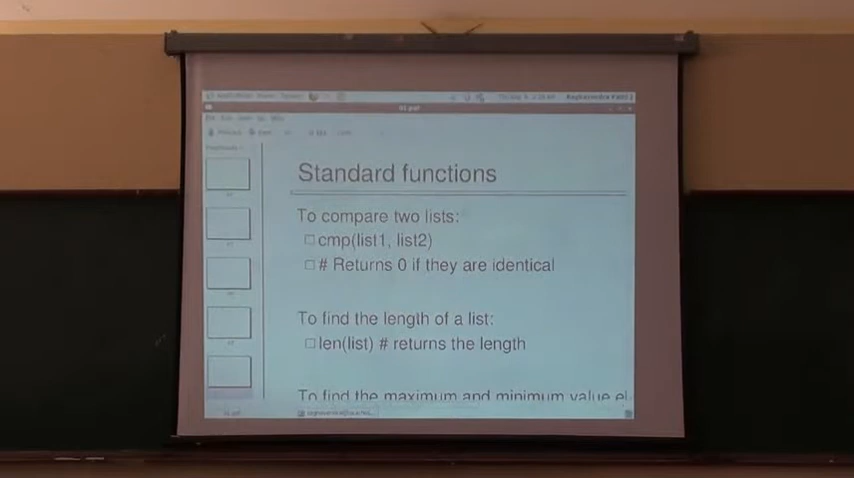 Standard functions
To compare two lists:
cmp(list1, list2)
# Returns 0 if they are identical
To find the length of a list:
len(list) # returns the length
To find the maximum and minimum value el